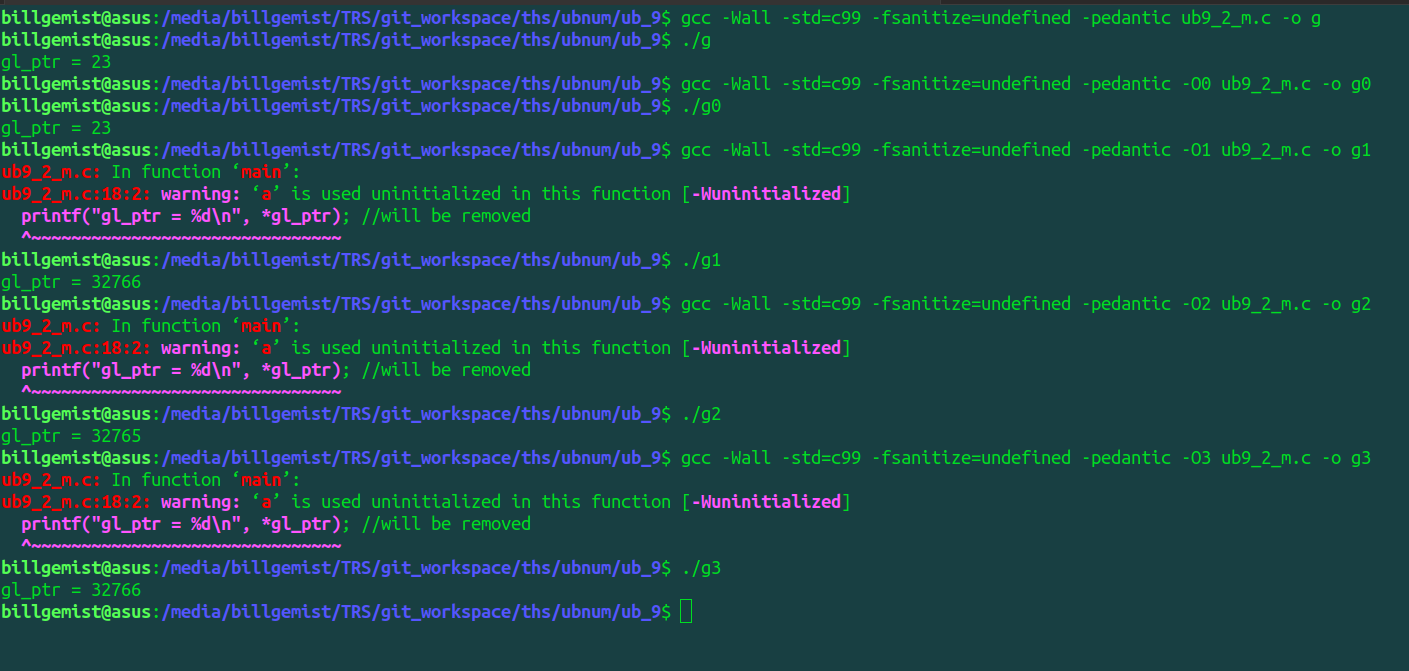 billgemist@asus:/media/billgemist/TRS/git_workspace/ths/ubnum/ub_9$ gcc -Wall -std=c99 -fsanitize=undefined -pedantic ub9_2_m.c -o g
billgemist@asus:/media/billgemist/TRS/git_workspace/ths/ubnum/ub_9$ ./g
gl_ptr = 23
billgemist@asus:/media/billgemist/TRS/git_workspace/ths/ubnum/ub_9$ gcc -Wall -std=c99 -fsanitize=undefined -pedantic -O0 ub9_2_m.c -o g0
billgemist@asus:/media/billgemist/TRS/git_workspace/ths/ubnum/ub_9$ ./g0
gl_ptr = 23
billgemist@asus:/media/billgemist/TRS/git_workspace/ths/ubnum/ub_9$ gcc -Wall -std=c99 -fsanitize=undefined -pedantic -O1 ub9_2_m.c -o g1
ub9_2_m.c: In function ‘main’:
ub9_2_m.c:18:2: warning: ‘a’ is used uninitialized in this function [-Wuninitialized]
  printf("gl_ptr = %d\n", *gl_ptr); //will be removed
  ^~~~~~~~~~~~~~~~~~~~~~~~~~~~~~~~
billgemist@asus:/media/billgemist/TRS/git_workspace/ths/ubnum/ub_9$ ./g1
gl_ptr = 32766
billgemist@asus:/media/billgemist/TRS/git_workspace/ths/ubnum/ub_9$ gcc -Wall -std=c99 -fsanitize=undefined -pedantic -O2 ub9_2_m.c -o g2
ub9_2_m.c: In function ‘main’:
ub9_2_m.c:18:2: warning: ‘a’ is used uninitialized in this function [-Wuninitialized]
  printf("gl_ptr = %d\n", *gl_ptr); //will be removed
  ^~~~~~~~~~~~~~~~~~~~~~~~~~~~~~~~
billgemist@asus:/media/billgemist/TRS/git_workspace/ths/ubnum/ub_9$ ./g2
gl_ptr = 32765
billgemist@asus:/media/billgemist/TRS/git_workspace/ths/ubnum/ub_9$ gcc -Wall -std=c99 -fsanitize=undefined -pedantic -O3 ub9_2_m.c -o g3
ub9_2_m.c: In function ‘main’:
ub9_2_m.c:18:2: warning: ‘a’ is used uninitialized in this function [-Wuninitialized]
  printf("gl_ptr = %d\n", *gl_ptr); //will be removed
  ^~~~~~~~~~~~~~~~~~~~~~~~~~~~~~~~
billgemist@asus:/media/billgemist/TRS/git_workspace/ths/ubnum/ub_9$ ./g3
gl_ptr = 32766
billgemist@asus:/media/billgemist/TRS/git_workspace/ths/ubnum/ub_9$